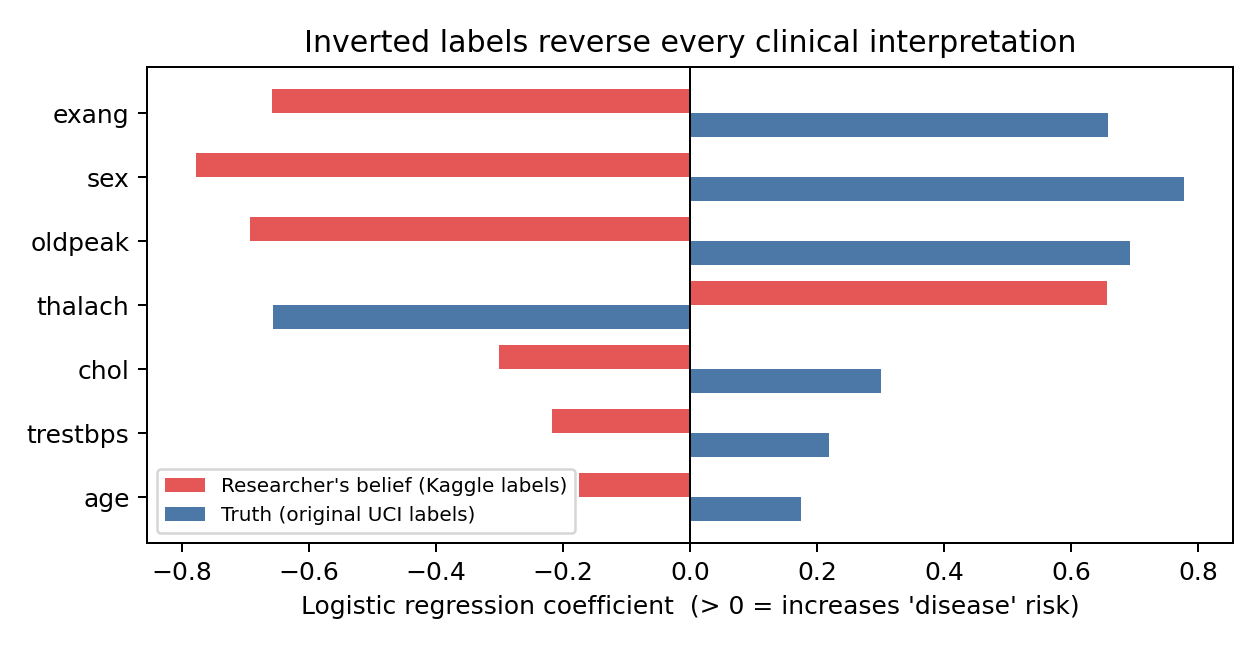 Inverted labels reverse every clinical interpretation
exang
sex
oldpeak
thalach
chol
trestbps
age
Researcher's belief (Kaggle labels)
Truth (original UCI labels)
−0.8 −0.6 −0.4 −0.2 0.0 0.2 0.4 0.6 0.8
Logistic regression coefficient (> 0 = increases 'disease' risk)